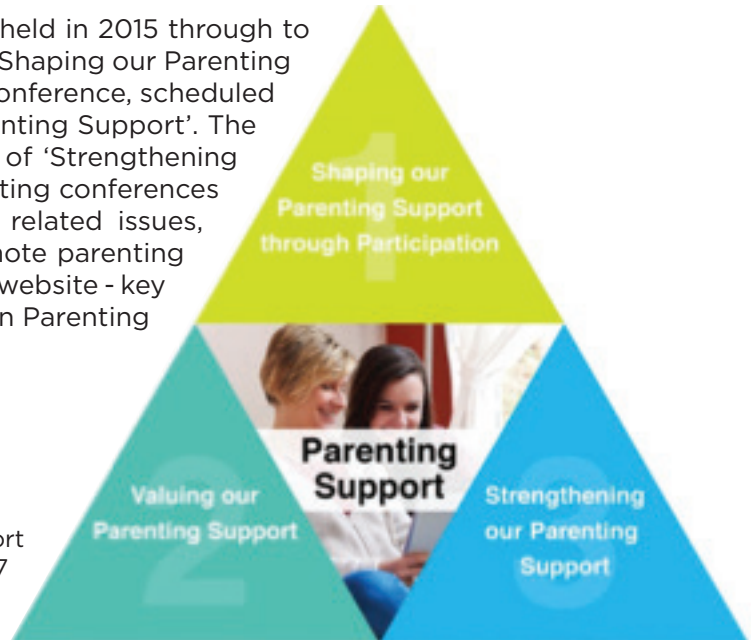 held in 2015 through to
Shaping our Parenting
onference, scheduled
nting Support’. The
of ‘Strengthening
ting conferences
related issues,
note parenting
website - key
n Parenting
ort
7
1
Shaping our
Parenting Support
through Participation
Parenting
Support
2
Valuing our
Parenting Support
3
Strengthening
our Parenting
Support